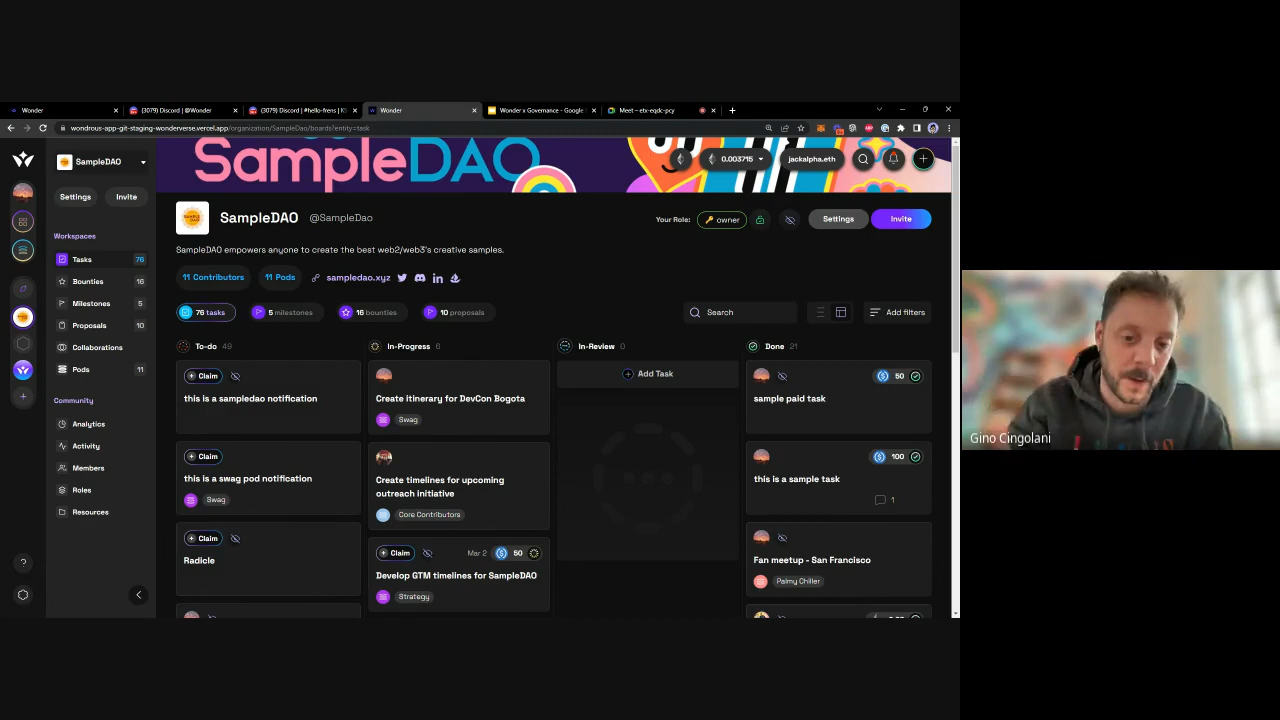 Wonder
(3079) Discord | @Wonder
(3079) Discord | #hello-frens | K
Wonder
Wonder x Governance - Google
Meet – etx-eqdc-pcy
wondrous-app-git-staging-wonderverse.vercel.app/organization/SampleDao/boards?entity=task
SampleDAO
SampleDAO
0.003715
jackalpha.eth
Settings
Invite
SAMPLE DAO
SampleDAO
@SampleDao
Your Role:
owner
Settings
Invite
Workspaces
SampleDAO empowers anyone to create the best web2/web3's creative samples.
Tasks 76
Bounties 16
Milestones 5
Proposals 10
Collaborations
Pods 11
Community
Analytics
Activity
Members
Roles
Resources
11 Contributors
11 Pods
sampledao.xyz
76 tasks
5 milestones
16 bounties
10 proposals
Search
Add filters
To-do 49
Claim
this is a sampledao notification
Claim
this is a swag pod notification
Swag
Claim
Radicle
In-Progress 6
Create itinerary for DevCon Bogota
Swag
Create timelines for upcoming
outreach initiative
Core Contributors
Claim
Mar 2
50
Develop GTM timelines for SampleDAO
Strategy
In-Review 0
Add Task
Done 21
50
sample paid task
100
this is a sample task
1
Fan meetup - San Francisco
Palmy Chiller
Gino Cingolani